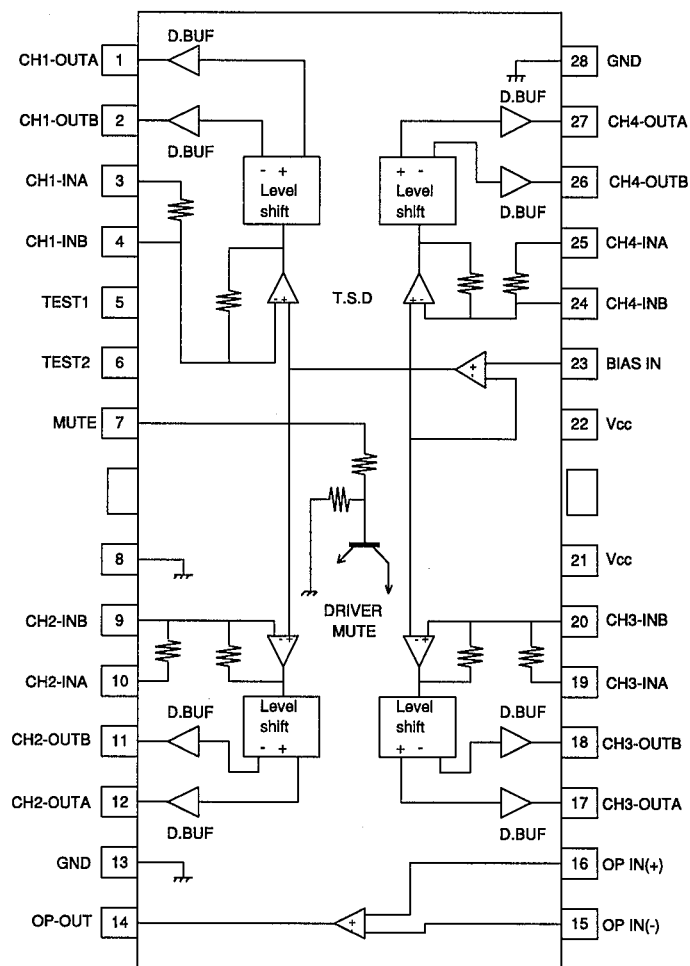 D.BUF
CH1-OUTA 1
28 GND
D.BUF
CH1-OUTB 2
27 CH4-OUTA
D.BUF
CH1-INA 3
- +
Level
shift
+ -
Level
shift
26 CH4-OUTB
D.BUF
CH1-INB 4
25 CH4-INA
TEST1 5
- +
T.S.D
+ -
24 CH4-INB
TEST2 6
+
-
23 BIAS IN
MUTE 7
22 Vcc
8
21 Vcc
DRIVER
MUTE
CH2-INB 9
- +
- +
20 CH3-INB
CH2-INA 10
19 CH3-INA
D.BUF
Level
shift
- +
Level
shift
+ -
D.BUF
CH2-OUTB 11
18 CH3-OUTB
CH2-OUTA 12
17 CH3-OUTA
D.BUF
D.BUF
GND 13
16 OP IN(+)
OP-OUT 14
+
-
15 OP IN(-)